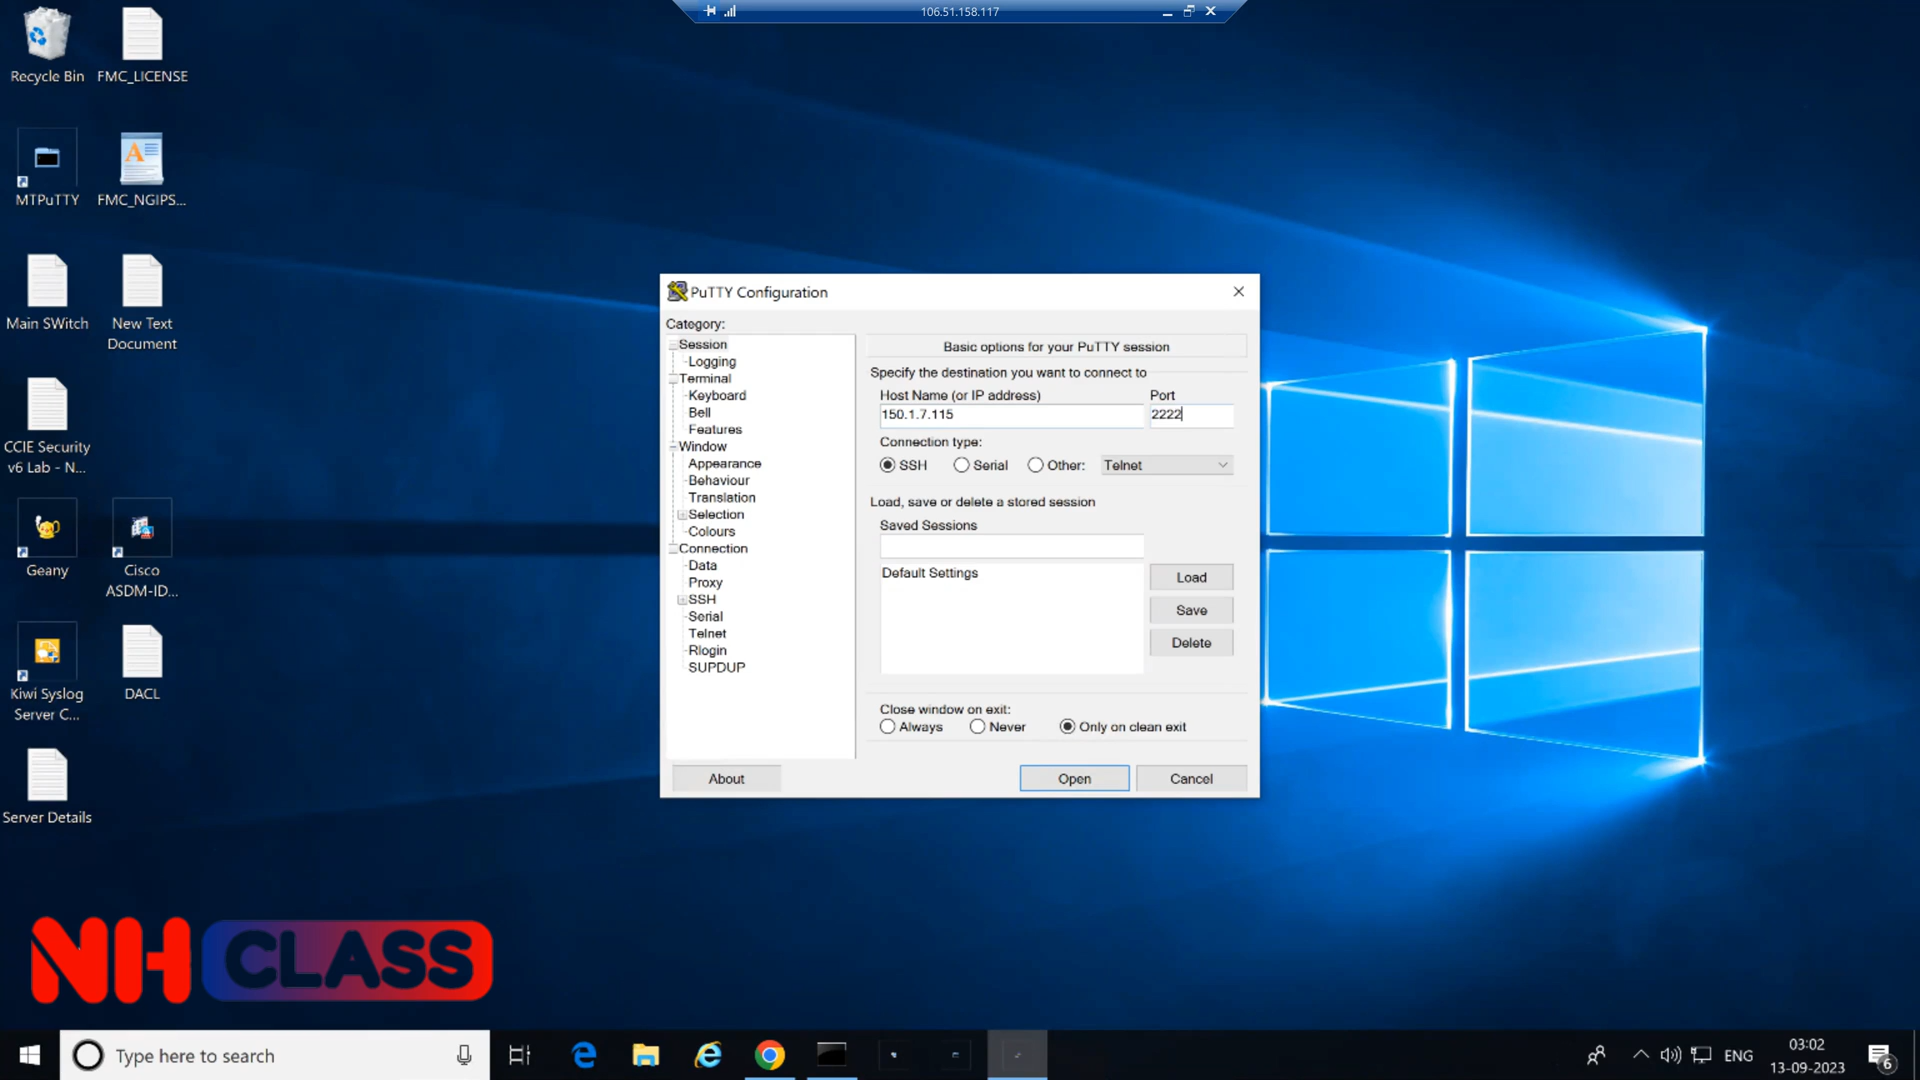 106.51.158.117
Recycle Bin
FMC_LICENSE
MTPuTTY
FMC_NGIPS...
Main SWitch
New Text
Document
CCIE Security
v6 Lab - N...
Geany
Cisco
ASDM-ID...
Kiwi Syslog
Server C...
DACL
Server Details
PuTTY Configuration
Category:
Session
Logging
Terminal
Keyboard
Bell
Features
Window
Appearance
Behaviour
Translation
Selection
Colours
Connection
Data
Proxy
SSH
Serial
Telnet
Rlogin
SUPDUP
Basic options for your PuTTY session
Specify the destination you want to connect to
Host Name (or IP address) Port
150.1.7.115 2222
Connection type:
SSH Serial Other: Telnet
Load, save or delete a stored session
Saved Sessions
Default Settings
Load
Save
Delete
Close window on exit:
Always Never Only on clean exit
About Open Cancel
NH CLASS
Type here to search
ENG
03:02
13-09-2023
6